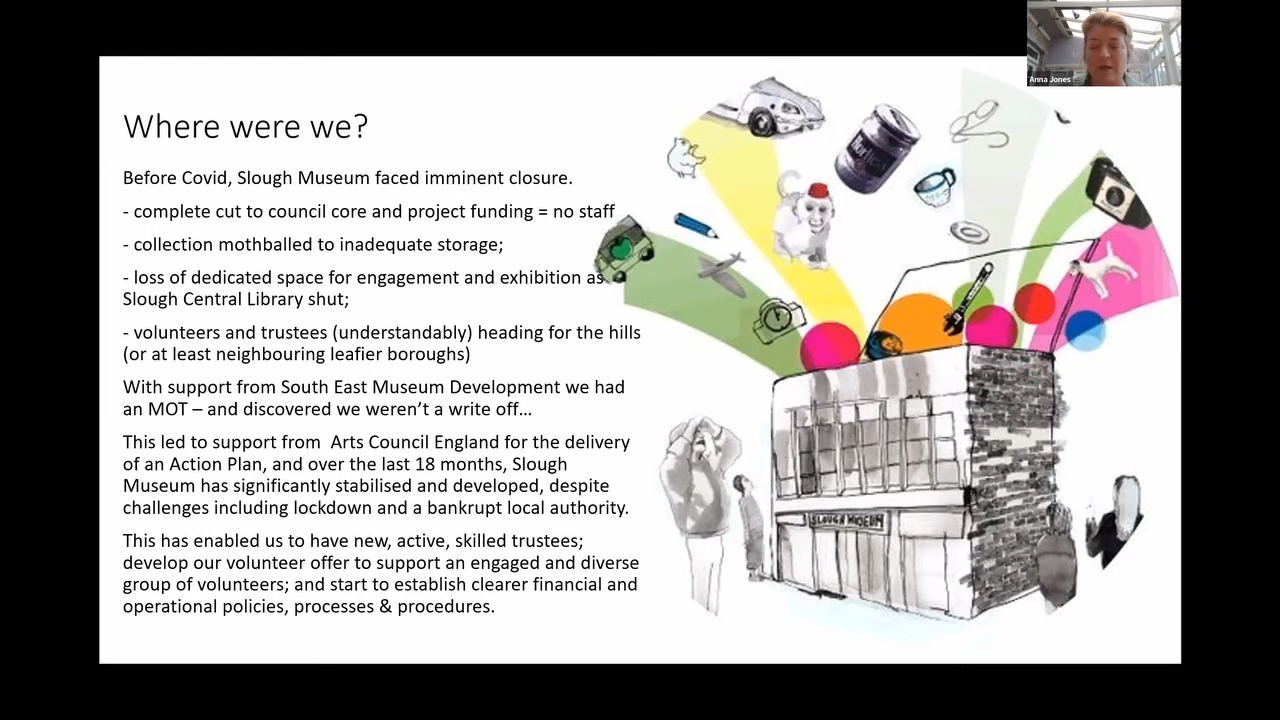 Where were we?
Before Covid, Slough Museum faced imminent closure.
- complete cut to council core and project funding = no staff
- collection mothballed to inadequate storage;
- loss of dedicated space for engagement and exhibition as
Slough Central Library shut;
- volunteers and trustees (understandably) heading for the hills
(or at least neighbouring leafier boroughs)
With support from South East Museum Development we had
an MOT – and discovered we weren’t a write off…
This led to support from  Arts Council England for the delivery
of an Action Plan, and over the last 18 months, Slough
Museum has significantly stabilised and developed, despite
challenges including lockdown and a bankrupt local authority.
This has enabled us to have new, active, skilled trustees;
develop our volunteer offer to support an engaged and diverse
group of volunteers; and start to establish clearer financial and
operational policies, processes & procedures.
SLOUGH MUSEUM
Anna Jones